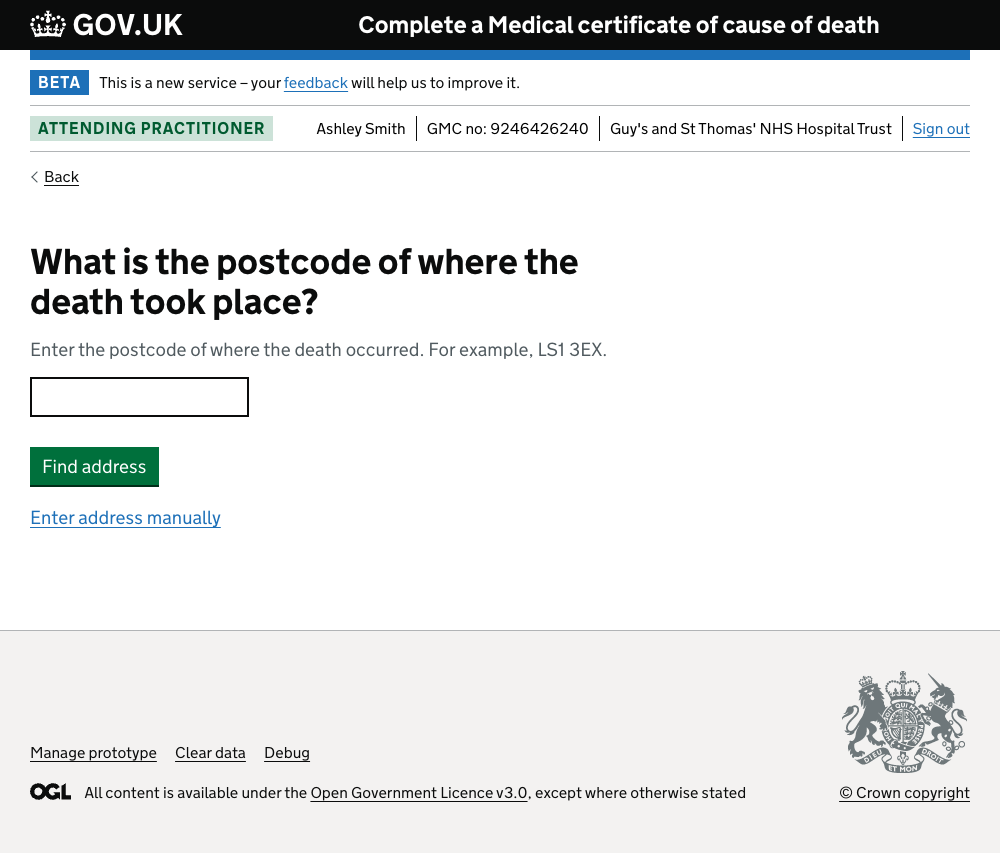 GOV.UK
Complete a Medical certificate of cause of death
BETA This is a new service – your feedback will help us to improve it.
ATTENDING PRACTITIONER Ashley Smith GMC no: 9246426240 Guy's and St Thomas' NHS Hospital Trust Sign out
Back
What is the postcode of where the
death took place?
Enter the postcode of where the death occurred. For example, LS1 3EX.
Find address
Enter address manually
Manage prototype Clear data Debug
OGL All content is available under the Open Government Licence v3.0, except where otherwise stated
DIEU ET MON DROIT
© Crown copyright